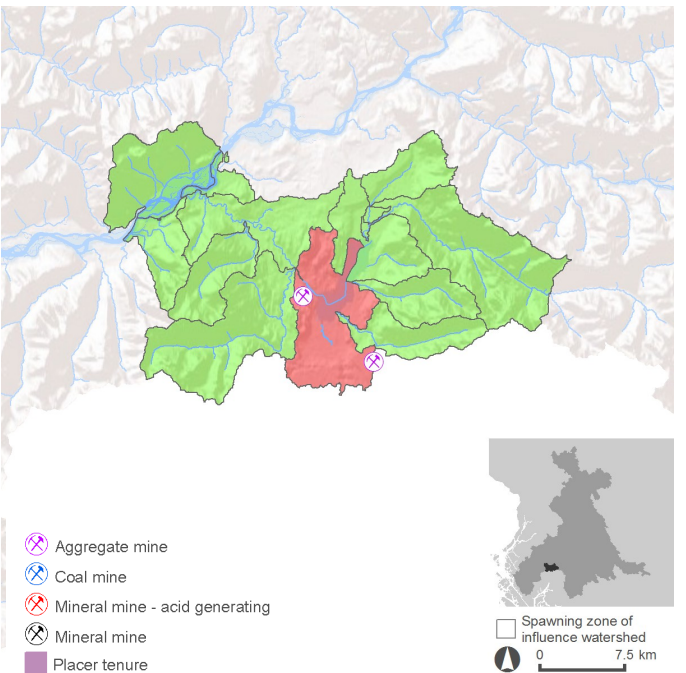 Aggregate mine
Coal mine
Mineral mine - acid generating
Mineral mine
Placer tenure
Spawning zone of
influence watershed
0 7.5 km